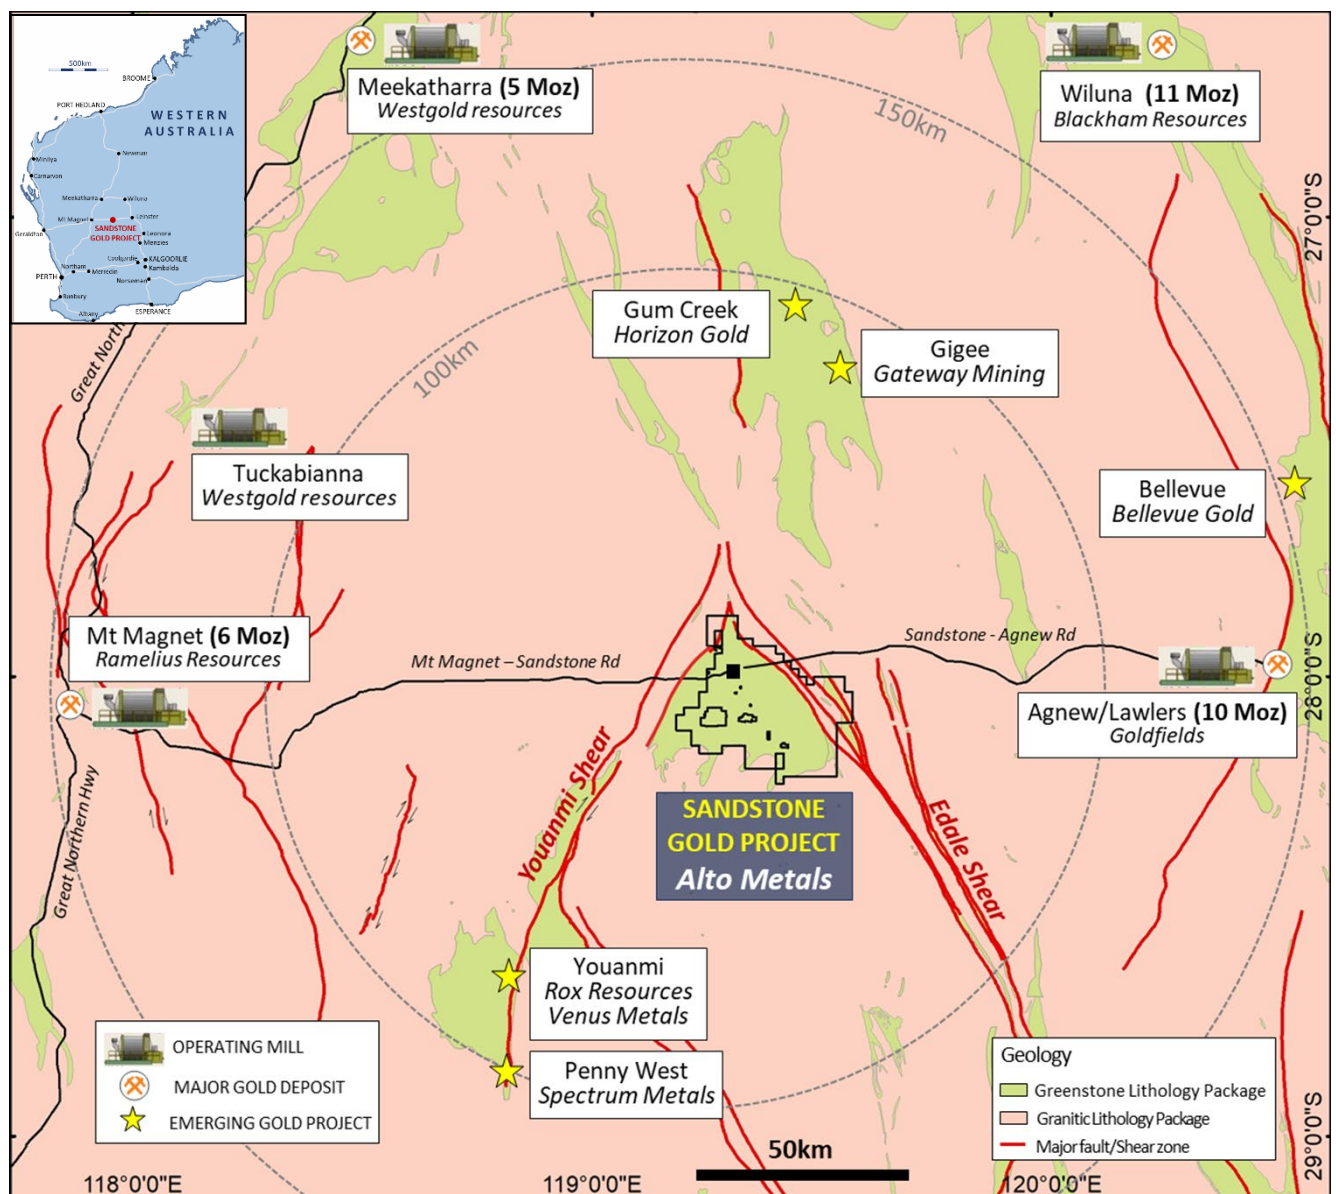 500km
BROOME
PORT HEDLAND
WESTERN
AUSTRALIA
Minilya
Newman
Carnarvon
Meekatharra
Wiluna
Mt Magnet
Leinster
SANDSTONE
GOLD PROJECT
Geraldton
Leonora
Menzies
Coolgardie
KALGOORLIE
Kambalda
Northam
Merredin
PERTH
Norseman
Bunbury
ESPERANCE
Albany
Meekatharra (5 Moz)
Westgold resources
Wiluna (11 Moz)
Blackham Resources
150km
27°0'0"S
Gum Creek
Horizon Gold
Gigee
Gateway Mining
100km
Great North
Tuckabianna
Westgold resources
Bellevue
Bellevue Gold
Mt Magnet (6 Moz)
Ramelius Resources
Mt Magnet – Sandstone Rd
Sandstone - Agnew Rd
28°0'0"S
Agnew/Lawlers (10 Moz)
Goldfields
Great Northern Hwy
Youanmi Shear
SANDSTONE
GOLD PROJECT
Alto Metals
Edale Shear
Youanmi
Rox Resources
Venus Metals
Penny West
Spectrum Metals
OPERATING MILL
MAJOR GOLD DEPOSIT
EMERGING GOLD PROJECT
Geology
Greenstone Lithology Package
Granitic Lithology Package
Major fault/Shear zone
50km
29°0'0"S
118°0'0"E
119°0'0"E
120°0'0"E